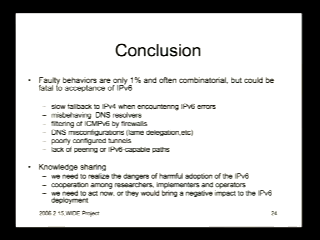 Conclusion
• Faulty behaviors are only 1% and often combinatorial, but could be
fatal to acceptance of IPv6
– slow fallback to IPv4 when encountering IPv6 errors
– misbehaving DNS resolvers
– filtering of ICMPv6 by firewalls
– DNS misconfigurations (lame delegation,etc)
– poorly configured tunnels
– lack of peering or IPv6-capable paths
• Knowledge sharing
– we need to realize the dangers of harmful adoption of the IPv6
– cooperation among researchers, implementers and operators
– we need to act now, or they would bring a negative impact to the IPv6
deployment
2006 2 15, WIDE Project
24